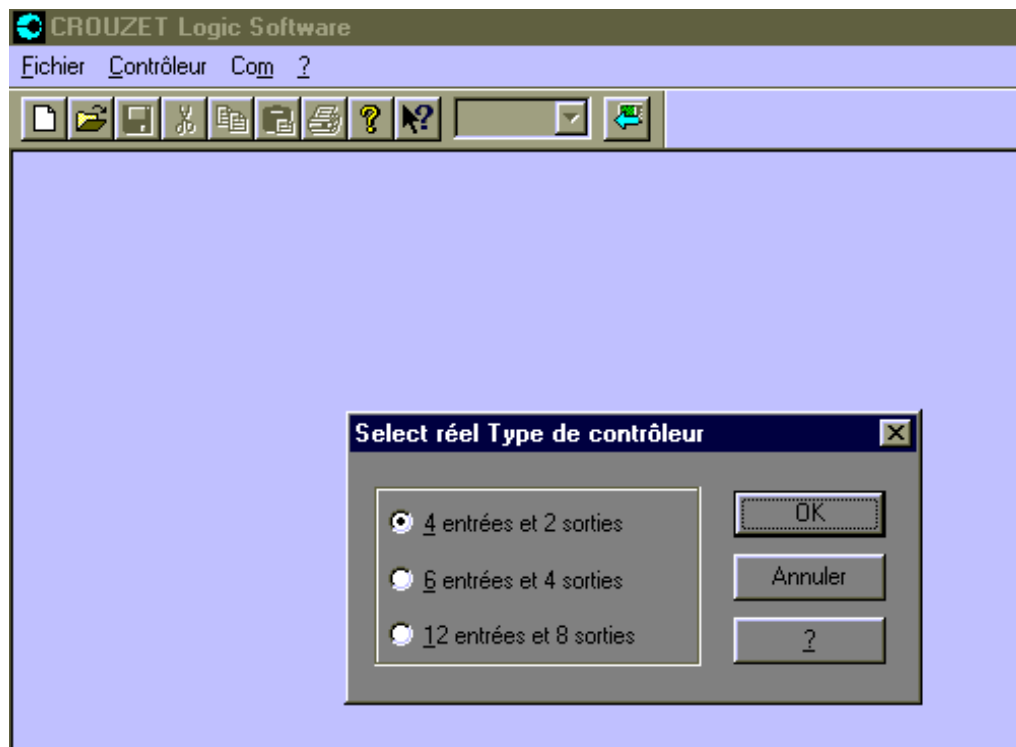 CROUZET Logic Software
Fichier Contrôleur Com ?
Select réel Type de contrôleur
4 entrées et 2 sorties
OK
6 entrées et 4 sorties
Annuler
12 entrées et 8 sorties
?